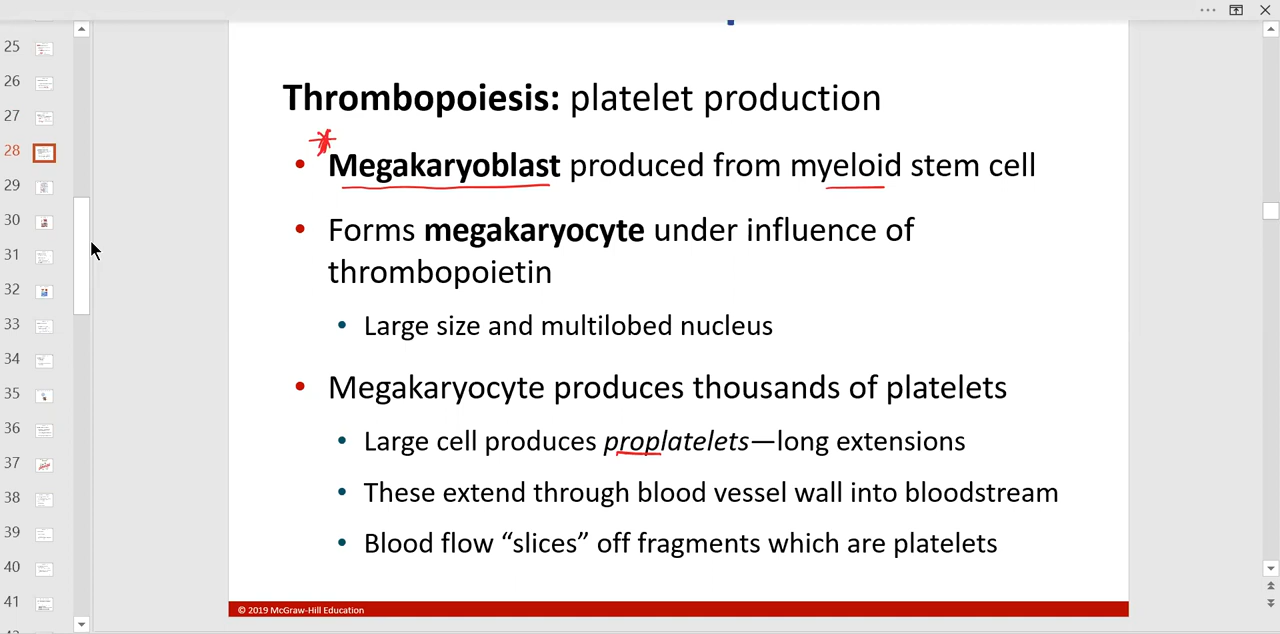 25
26
27
28
29
30
31
32
33
34
35
36
37
38
39
40
41
Thrombopoiesis: platelet production
• Megakaryoblast produced from myeloid stem cell
• Forms megakaryocyte under influence of
thrombopoietin
• Large size and multilobed nucleus
• Megakaryocyte produces thousands of platelets
• Large cell produces proplatelets—long extensions
• These extend through blood vessel wall into bloodstream
• Blood flow “slices” off fragments which are platelets
© 2019 McGraw-Hill Education